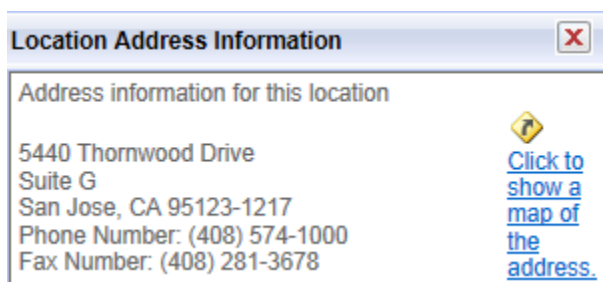 Location Address Information
Address information for this location
5440 Thornwood Drive
Suite G
San Jose, CA 95123-1217
Phone Number: (408) 574-1000
Fax Number: (408) 281-3678
Click to
show a
map of
the
address.